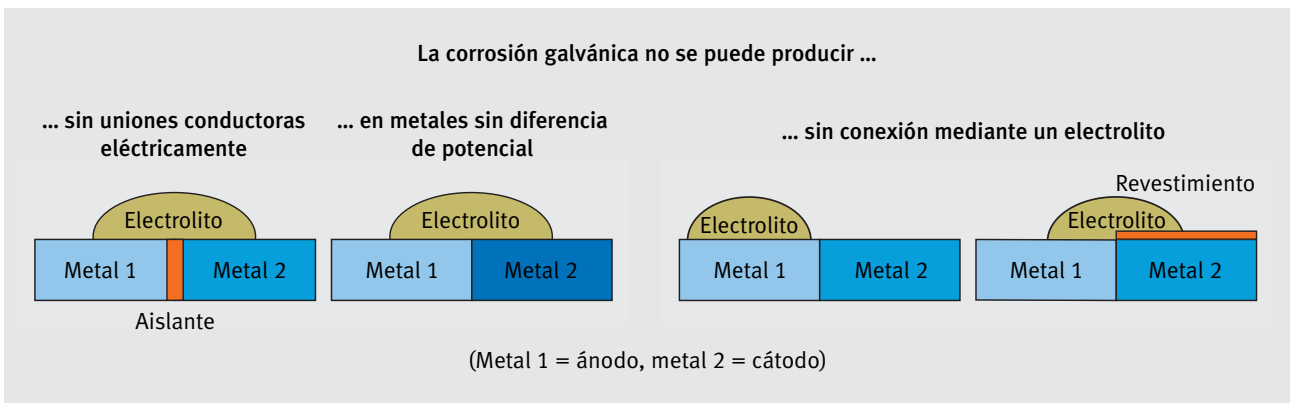 La corrosión galvánica no se puede producir ...
... sin uniones conductoras
eléctricamente
... en metales sin diferencia
de potencial
... sin conexión mediante un electrolito
Electrolito
Metal 1
Metal 2
Aislante
Electrolito
Metal 1
Metal 2
Electrolito
Metal 1
Metal 2
Revestimiento
Electrolito
Metal 1
Metal 2
(Metal 1 = ánodo, metal 2 = cátodo)